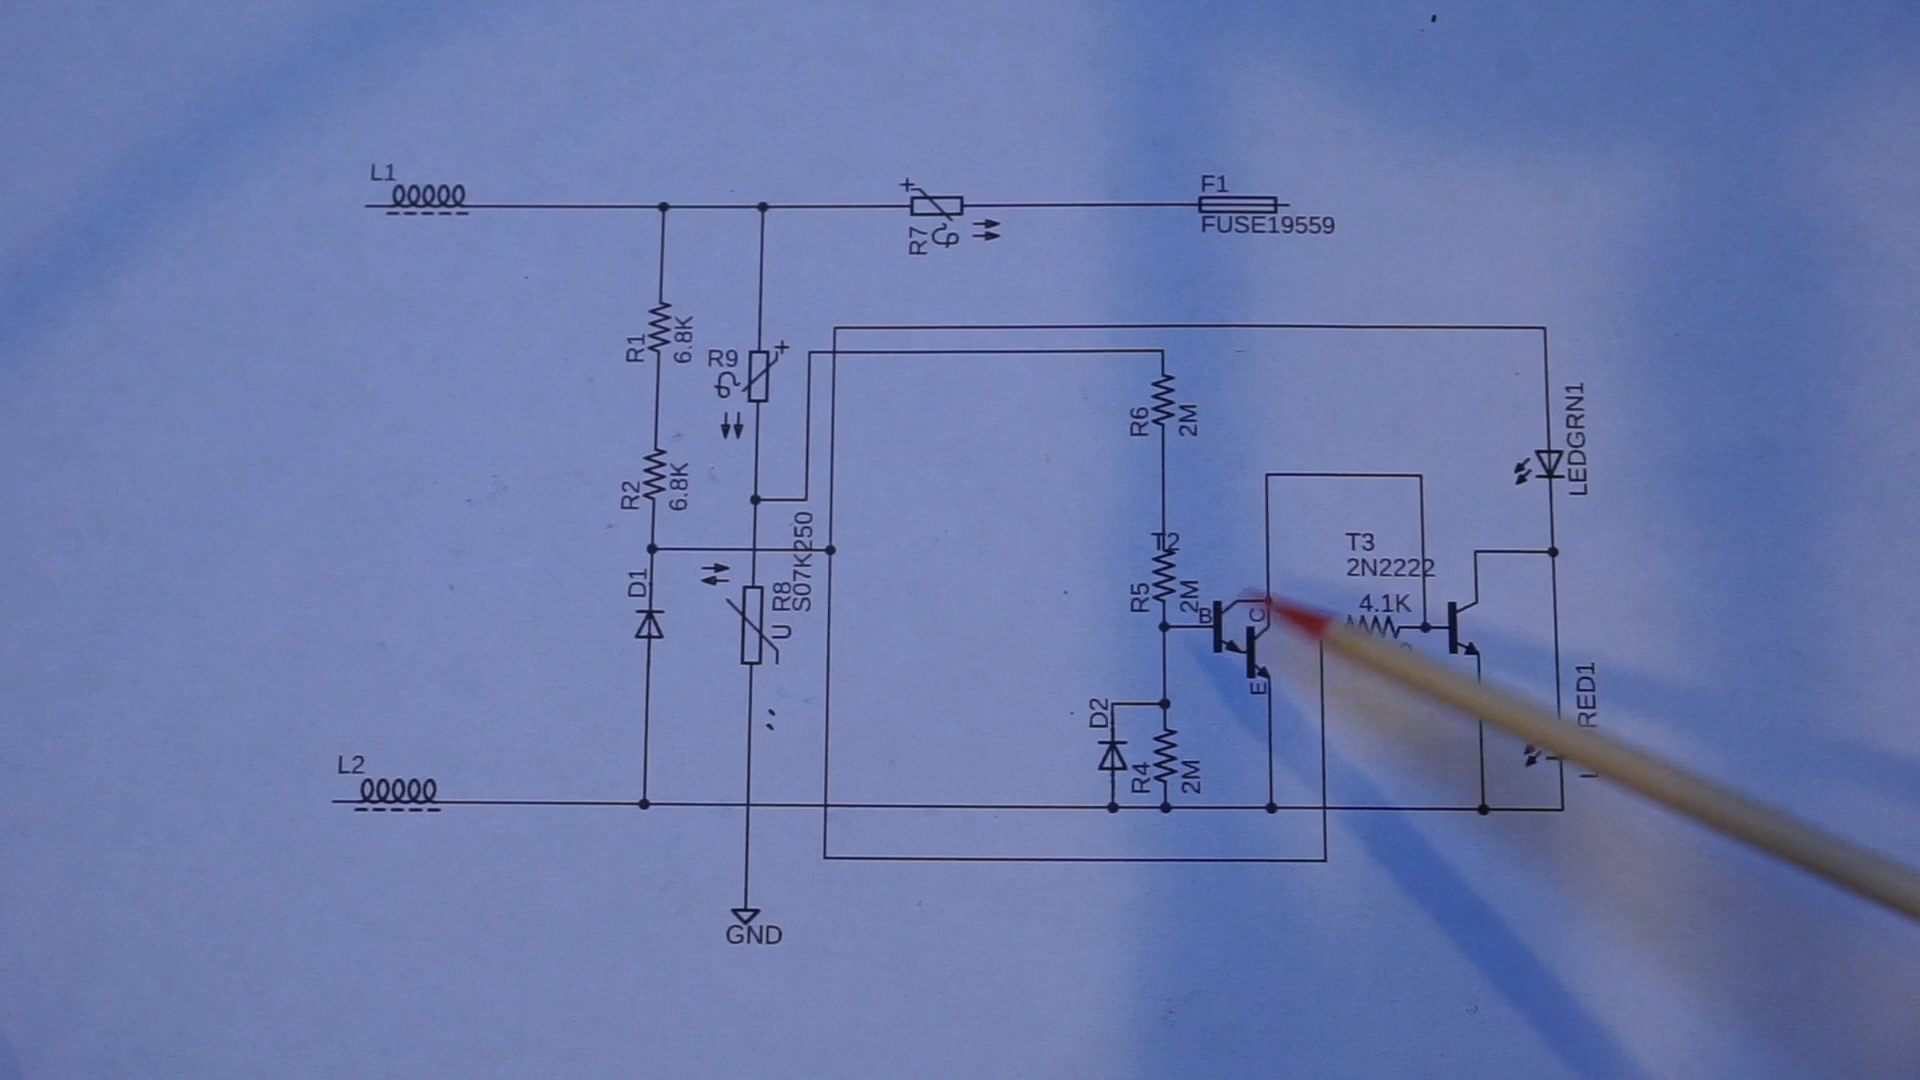 L1
F1
FUSE19559
R7
R1
6.8K
R9
R6
2M
LEDGRN1
R2
6.8K
S07K250
R8
U
T3
2N2222
D1
R5
2M
4.1K
B
C
E
RED1
D2
R4
2M
L2
GND